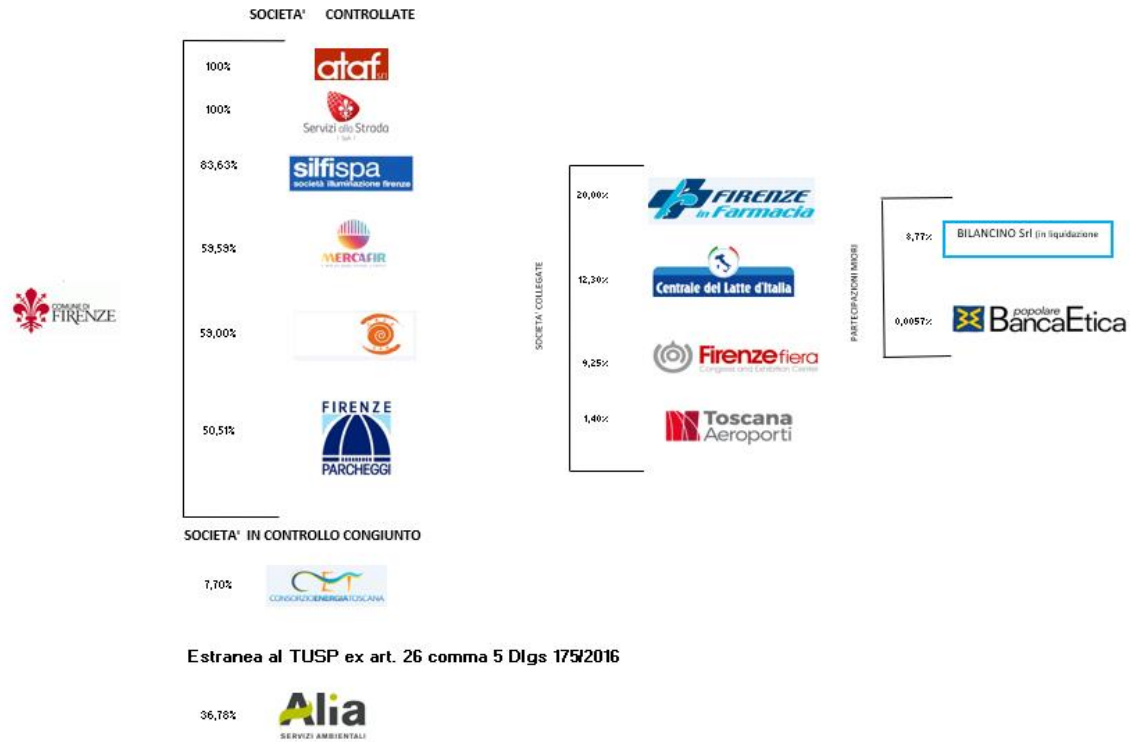 SOCIETA' CONTROLLATE
100%
ataf srl
100%
Servizi alla Strada
SpA
83,63%
silfispa
società illuminazione firenze
59,59%
MERCAFIR
COMUNE DI
FIRENZE
59,00%
50,51%
FIRENZE
PARCHEGGI
SOCIETA' COLLEGATE
20,00%
FIRENZE
in Farmacia
12,30%
Centrale del Latte d'Italia
9,25%
Firenze fiera
Congress and Exhibition Center
1,40%
Toscana
Aeroporti
PARTECIPAZIONI MIORI
8,77%
BILANCINO Srl (in liquidazione
0,0057%
popolare
BancaEtica
SOCIETA' IN CONTROLLO CONGIUNTO
7,70%
CET
CONSORZIOENERGIATOSCANA
Estranea al TUSP ex art. 26 comma 5 Dlgs 175/2016
36,78%
Alia
SERVIZI AMBIENTALI